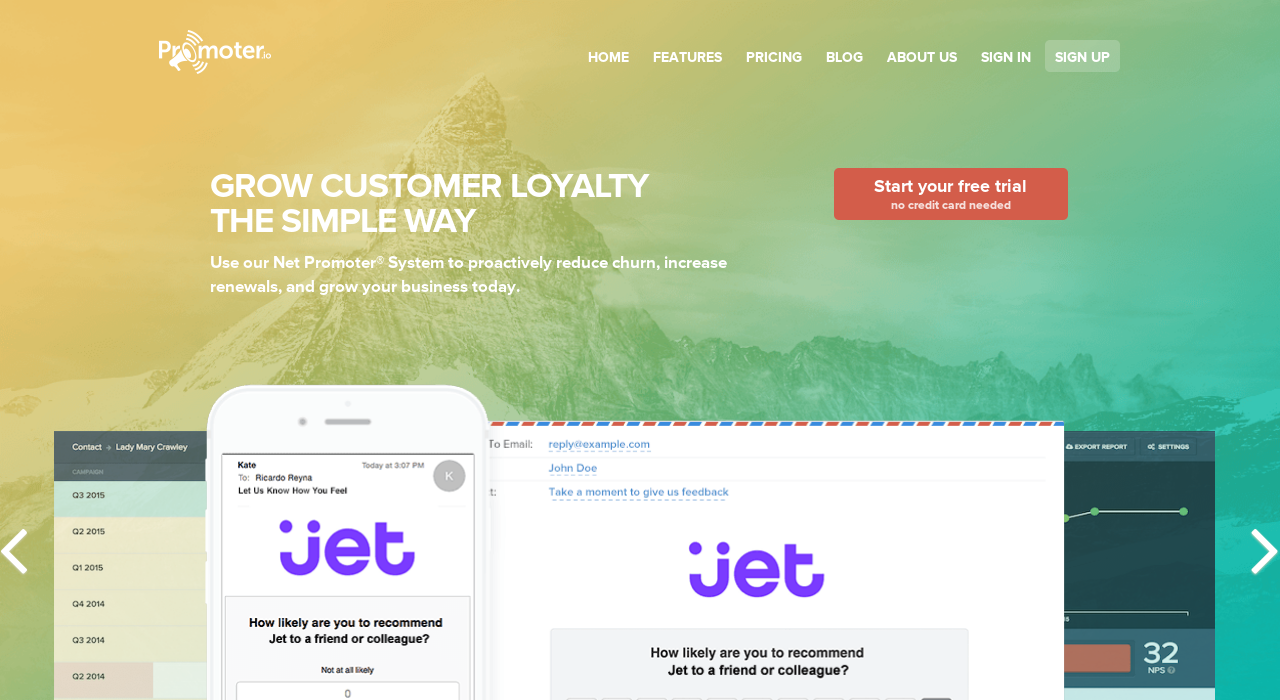 Promoter.io
HOME FEATURES PRICING BLOG ABOUT US SIGN IN SIGN UP
GROW CUSTOMER LOYALTY
THE SIMPLE WAY
Use our Net Promoter® System to proactively reduce churn, increase
renewals, and grow your business today.
Start your free trial
no credit card needed
Contact → Lady Mary Crawley
CAMPAIGN
Q3 2015
Q2 2015
Q1 2015
Q4 2014
Q3 2014
Q2 2014
Kate
Today at 3:07 PM
To: Ricardo Reyna
K
Let Us Know How You Feel
jet
How likely are you to recommend
Jet to a friend or colleague?
Not at all likely
0
To Email: reply@example.com
John Doe
Take a moment to give us feedback
jet
How likely are you to recommend
Jet to a friend or colleague?
EXPORT REPORT SETTINGS
32
NPS